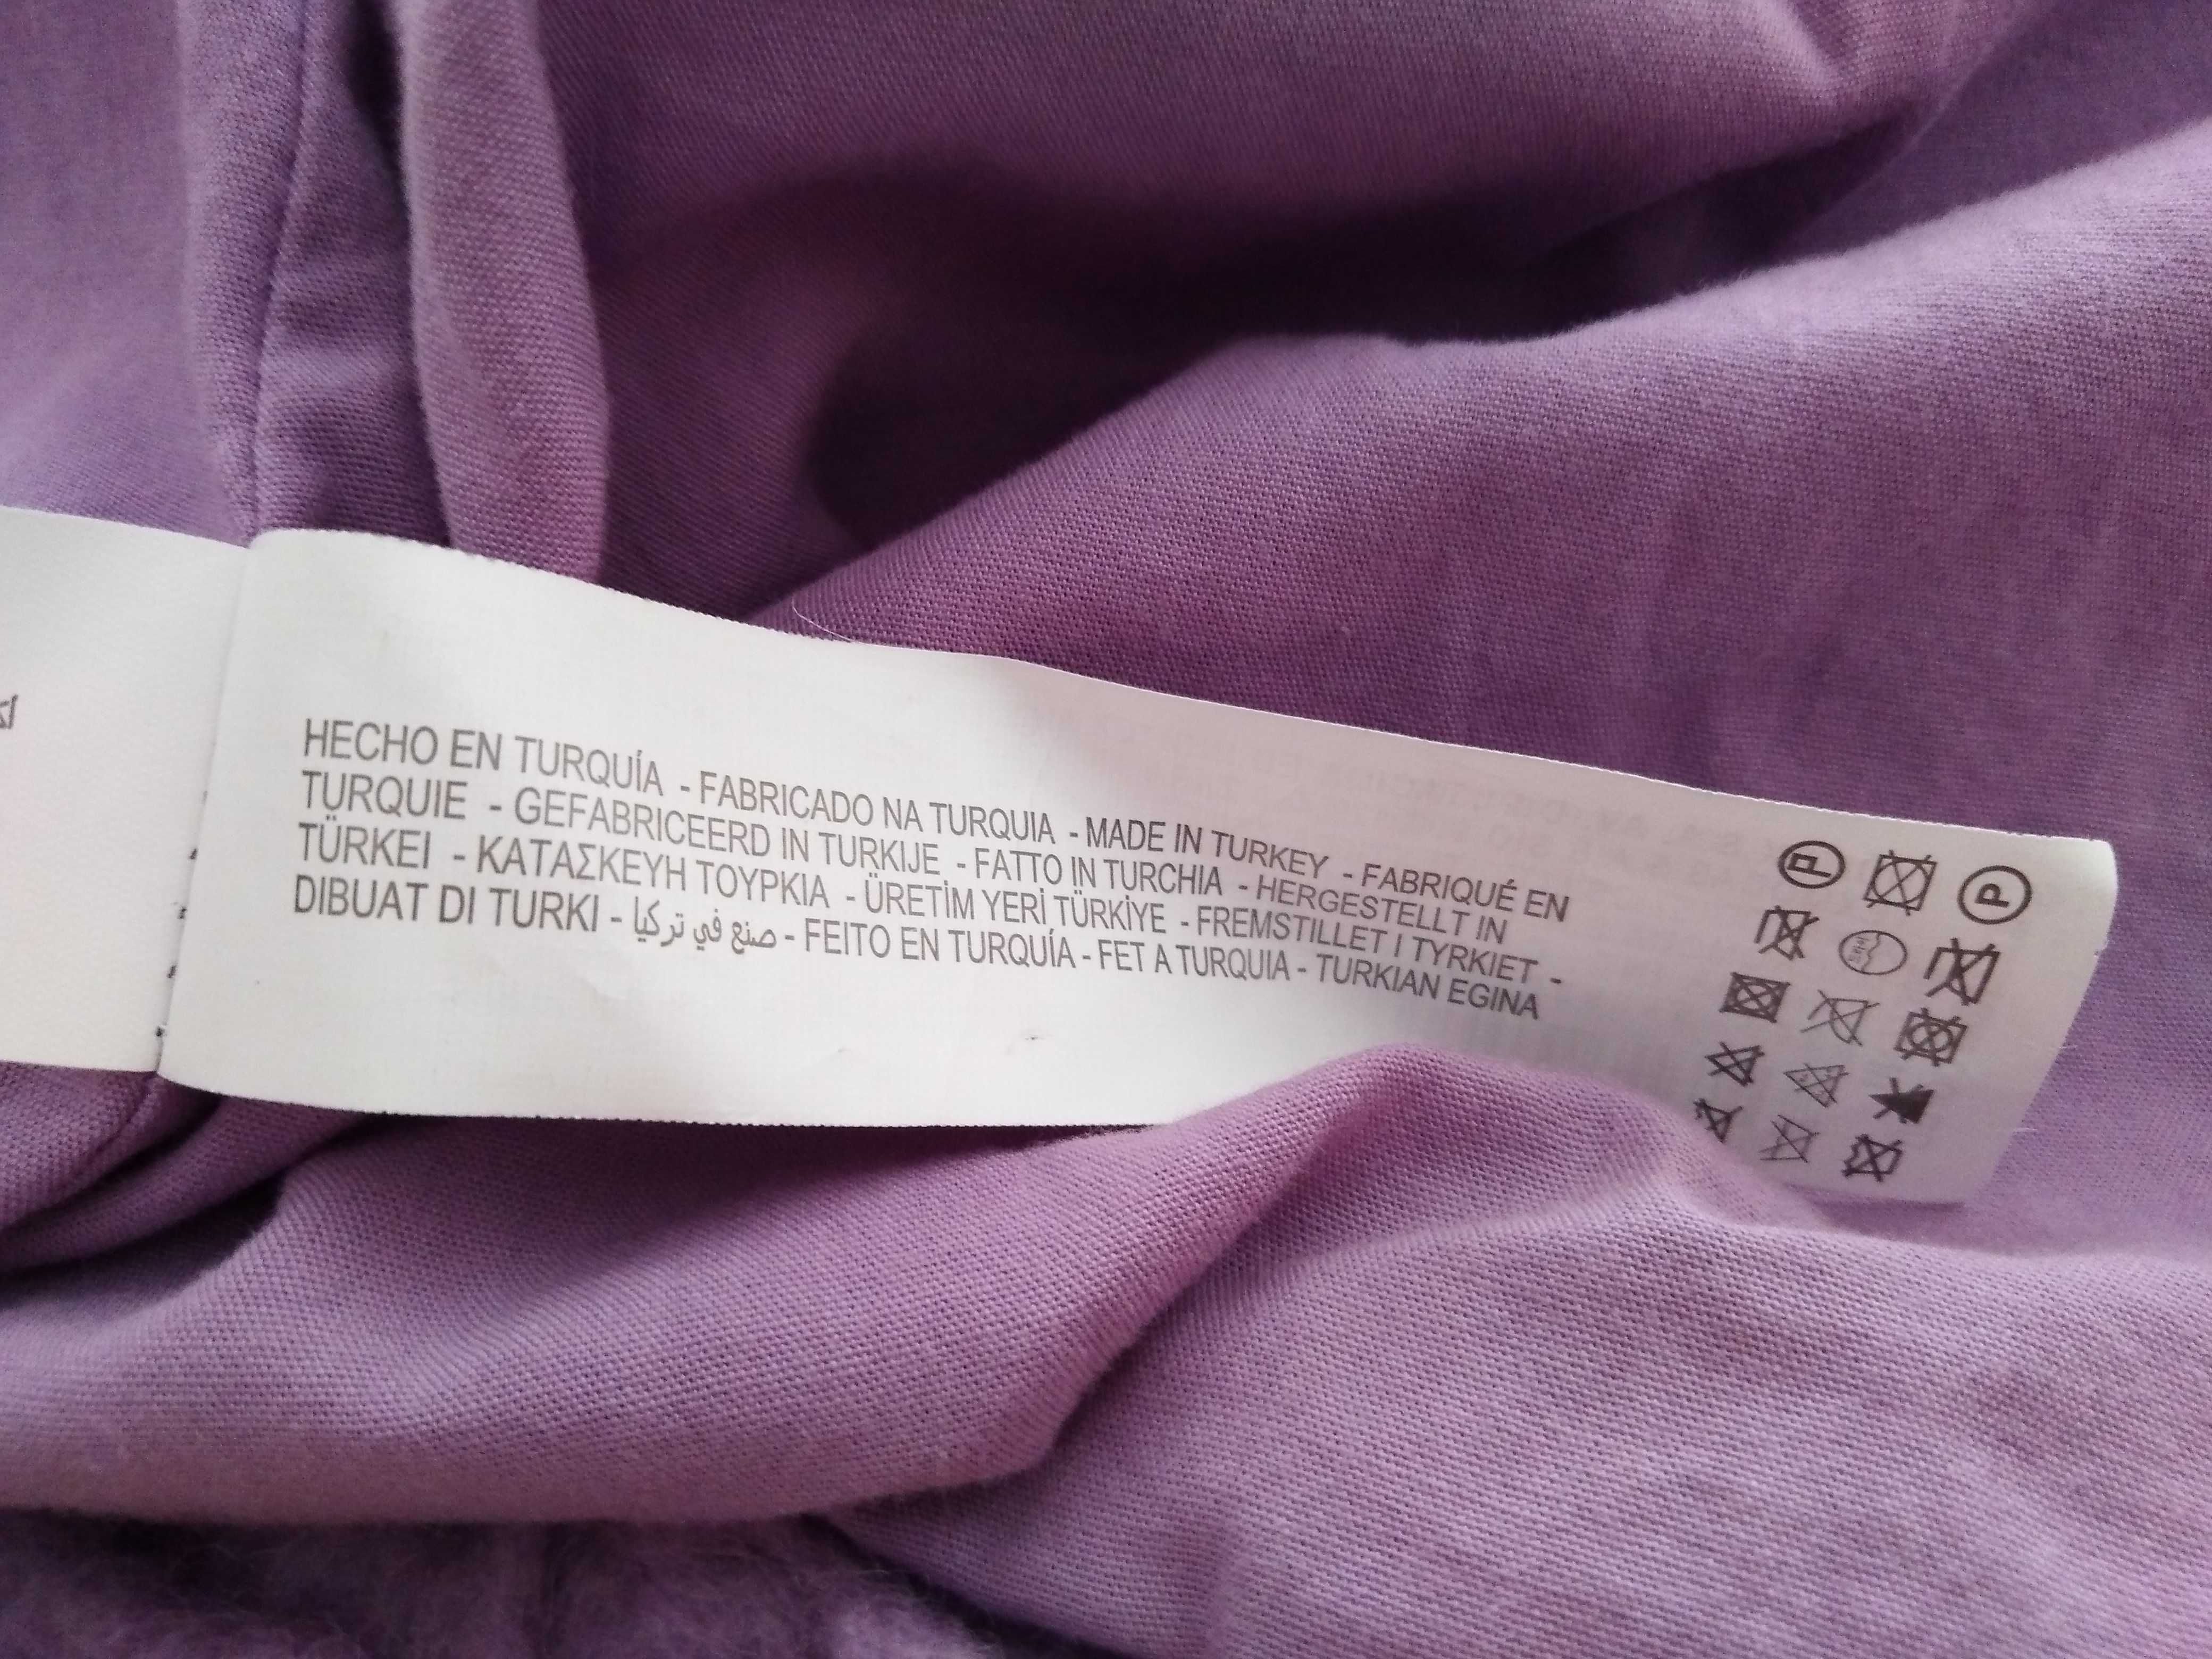 HECHO EN TURQUÍA - FABRICADO NA TURQUIA - MADE IN TURKEY - FABRIQUÉ EN
TURQUIE - GEFABRICEERD IN TURKIJE - FATTO IN TURCHIA - HERGESTELLT IN
TÜRKEI - ΚΑΤΑΣΚΕΥΗ ΤΟΥΡΚΙΑ - ÜRETİM YERİ TÜRKİYE - FREMSTILLET I TYRKIET -
DIBUAT DI TURKI - صنع في تركيا - FEITO EN TURQUÍA - FET A TURQUIA - TURKIAN EGINA
P
P